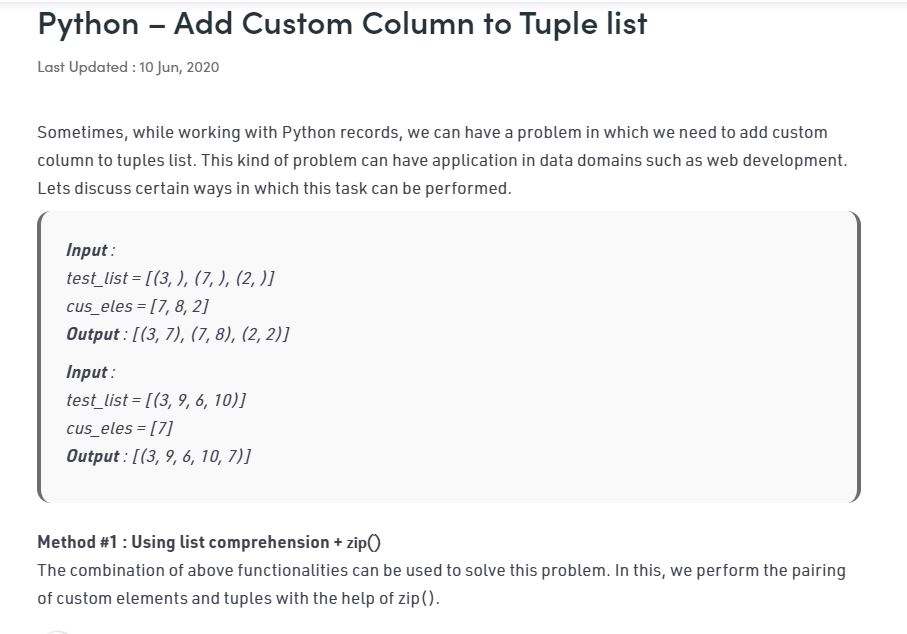 Python – Add Custom Column to Tuple list
Last Updated : 10 Jun, 2020
Sometimes, while working with Python records, we can have a problem in which we need to add custom
column to tuples list. This kind of problem can have application in data domains such as web development.
Lets discuss certain ways in which this task can be performed.
Input :
test_list = [(3, ), (7, ), (2, )]
cus_eles = [7, 8, 2]
Output : [(3, 7), (7, 8), (2, 2)]
Input :
test_list = [(3, 9, 6, 10)]
cus_eles = [7]
Output : [(3, 9, 6, 10, 7)]
Method #1 : Using list comprehension + zip()
The combination of above functionalities can be used to solve this problem. In this, we perform the pairing
of custom elements and tuples with the help of zip().